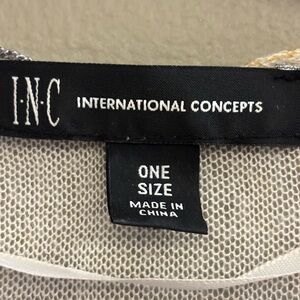 I·N·C INTERNATIONAL CONCEPTS
ONE
SIZE
MADE IN
CHINA